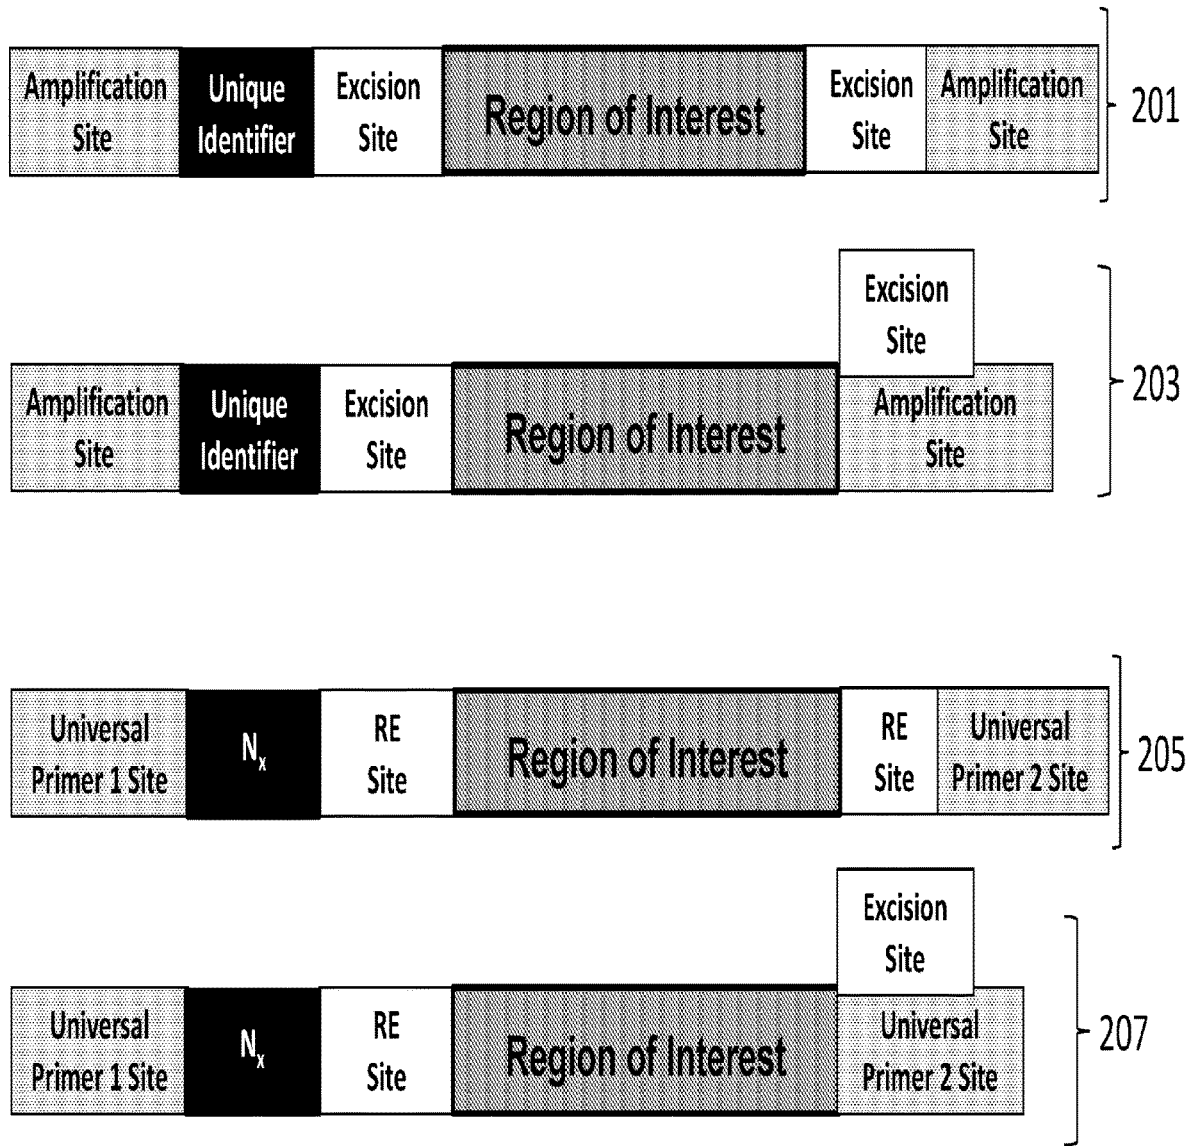 Amplification
Site
Unique
Identifier
Excision
Site
Region of Interest
Excision
Site
Amplification
Site
201
Excision
Site
Amplification
Site
Unique
Identifier
Excision
Site
Region of Interest
Amplification
Site
203
Universal
Primer 1 Site
Nx
RE
Site
Region of Interest
RE
Site
Universal
Primer 2 Site
205
Excision
Site
Universal
Primer 1 Site
Nx
RE
Site
Region of Interest
Universal
Primer 2 Site
207